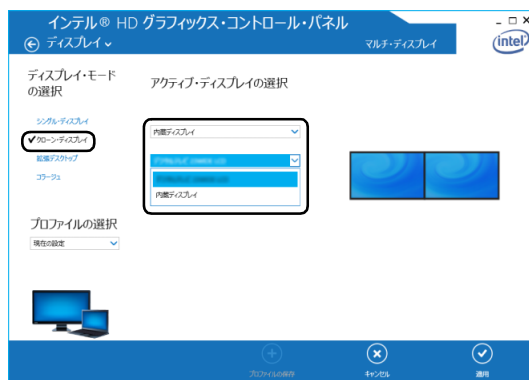 インテル® HD グラフィックス・コントロール・パネル
ディスプレイ
マルチ・ディスプレイ
intel
ディスプレイ・モード
の選択
アクティブ・ディスプレイの選択
シングル・ディスプレイ
クローン・ディスプレイ
拡張デスクトップ
コラージュ
内蔵ディスプレイ
内蔵ディスプレイ
プロファイルの選択
現在の設定
プロファイルの保存
キャンセル
適用